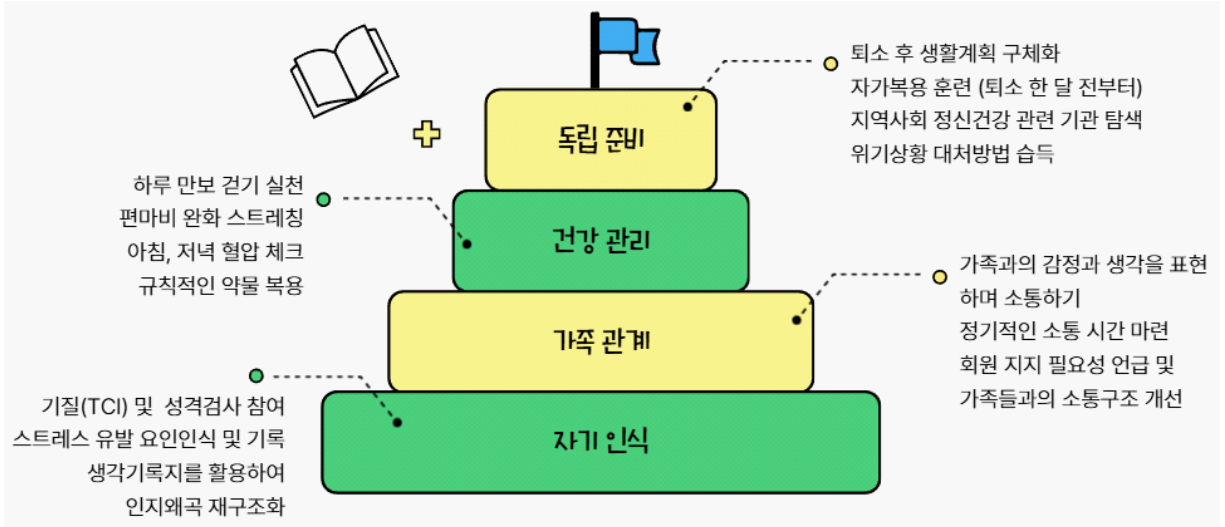 퇴소 후 생활계획 구체화
자가복용 훈련 (퇴소 한 달 전부터)
지역사회 정신건강 관련 기관 탐색
위기상황 대처방법 습득
독립 준비
하루 만보 걷기 실천
편마비 완화 스트레칭
아침, 저녁 혈압 체크
규칙적인 약물 복용
건강 관리
가족과의 감정과 생각을 표현
하며 소통하기
정기적인 소통 시간 마련
회원 지지 필요성 언급 및
가족들과의 소통구조 개선
가족 관계
기질(TCI) 및 성격검사 참여
스트레스 유발 요인인식 및 기록
생각기록지를 활용하여
인지왜곡 재구조화
자기 인식